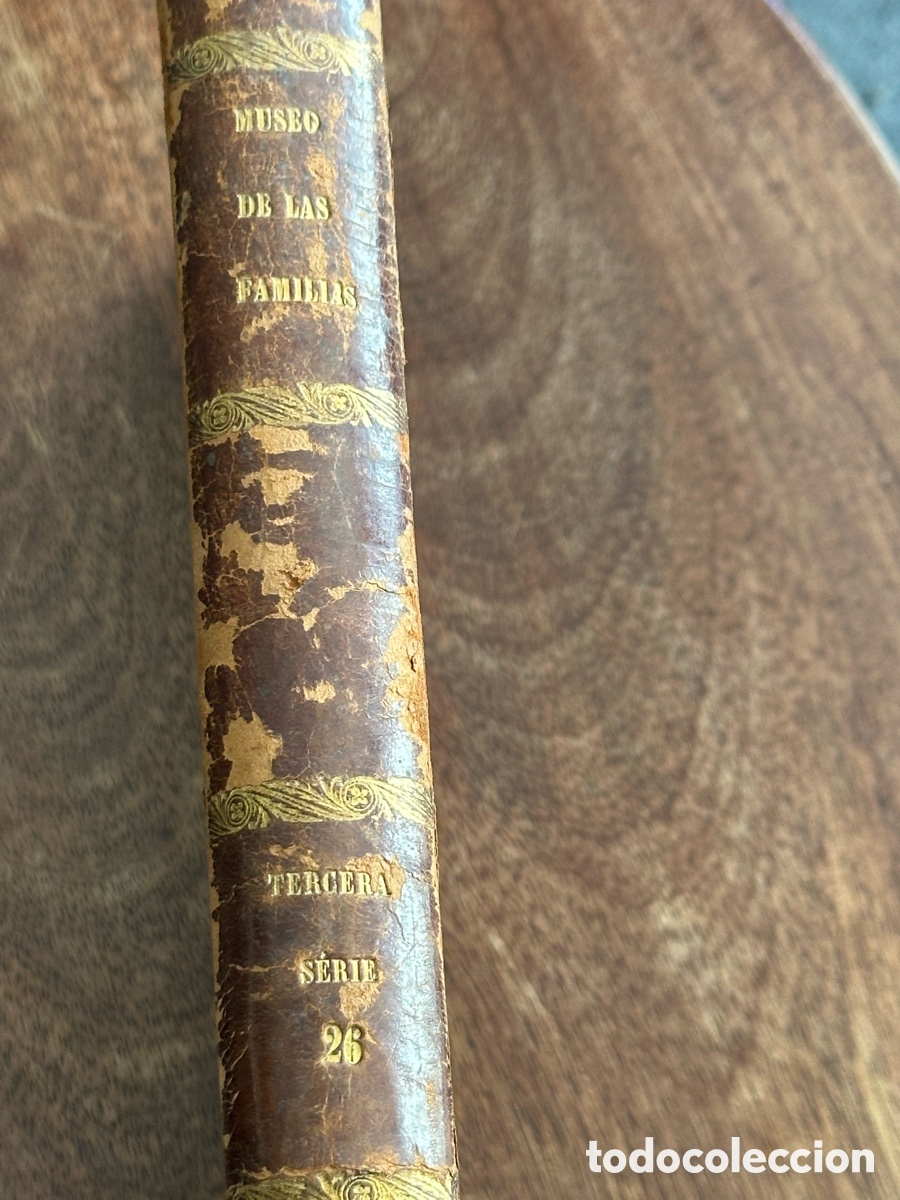 MUSEO
DE LAS
FAMILIAS
TERCERA
SÉRIE
26
todocoleccion